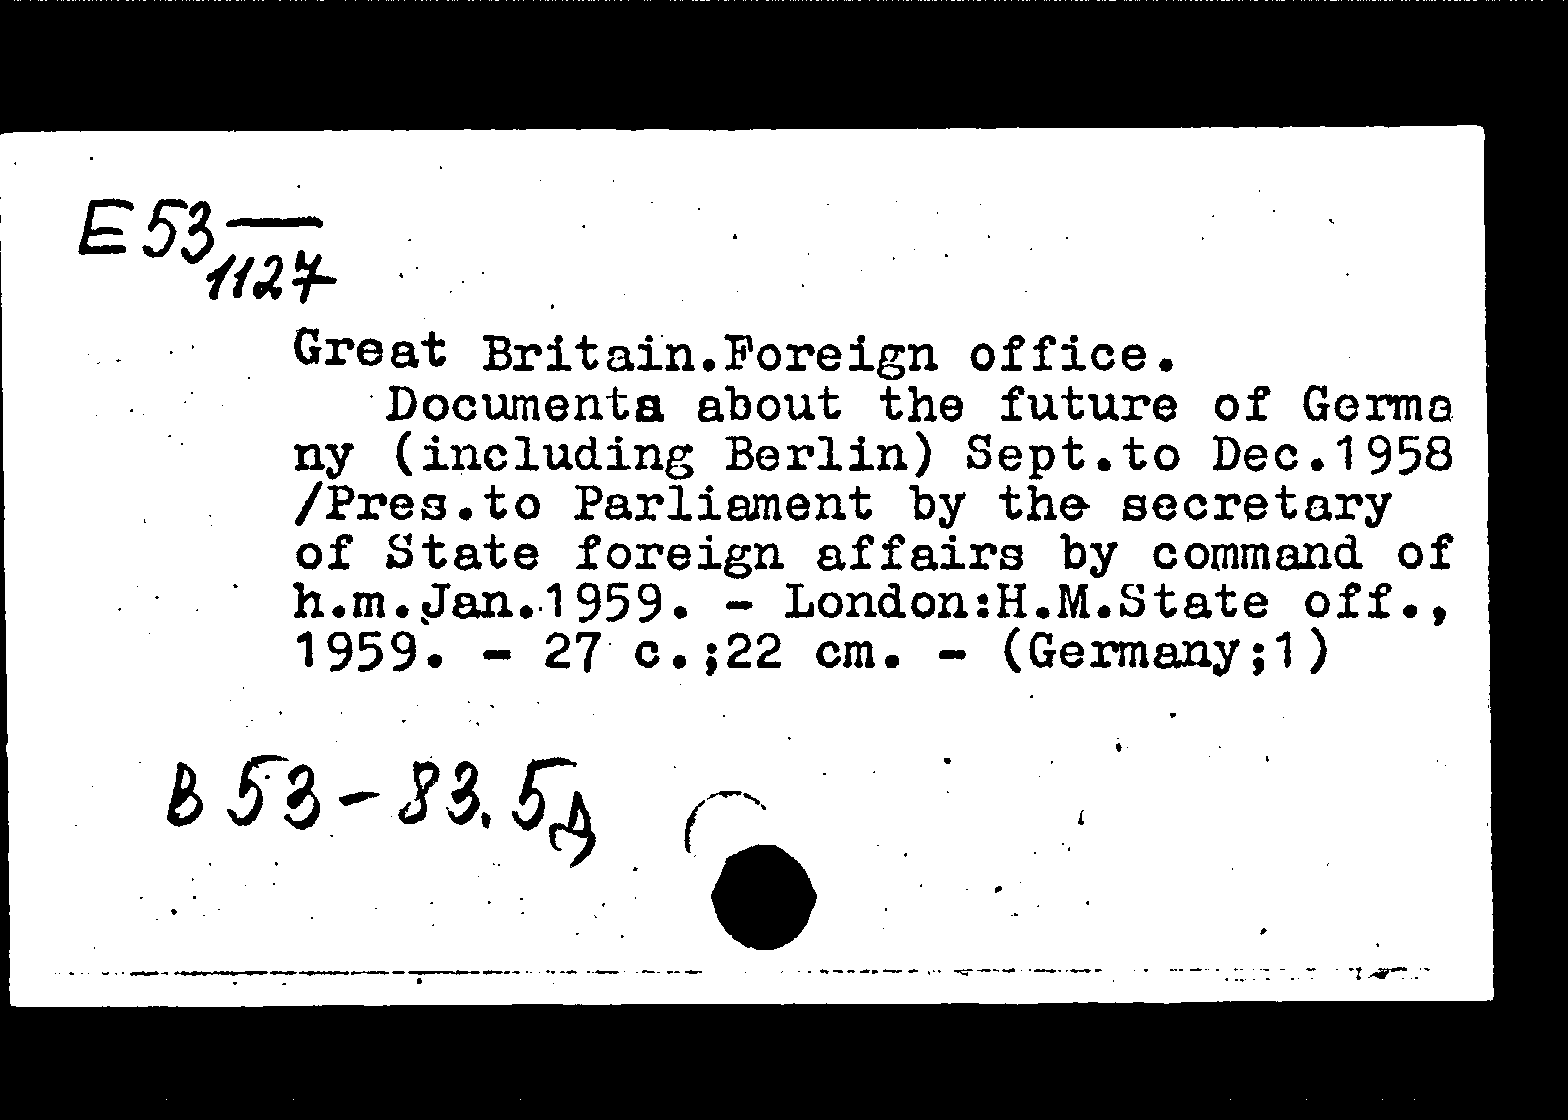 E53—
1127
Great Britain.Foreign office.
Documenta about the future of Germa
ny (including Berlin) Sept.to Dec.1958
/Pres.to Parliament by the secretary
of State foreign affairs by command of
h.m.Jan.1959. - London:H.M.State off.,
1959. - 27 c.;22 cm. - (Germany;1)
В 53-83.5д